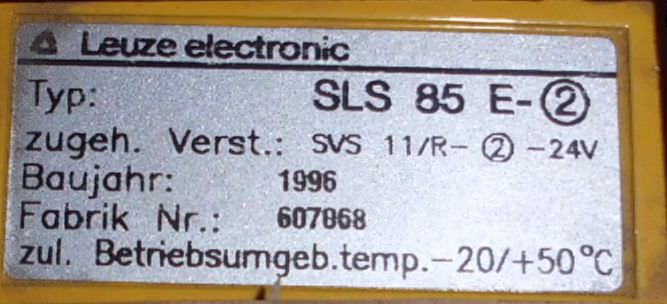 Leuze electronic
Typ: SLS 85 E-②
zugeh. Verst.: SVS 11/R- ② -24V
Baujahr: 1996
Fabrik Nr.: 607868
zul. Betriebsumgeb.temp.-20/+50°C